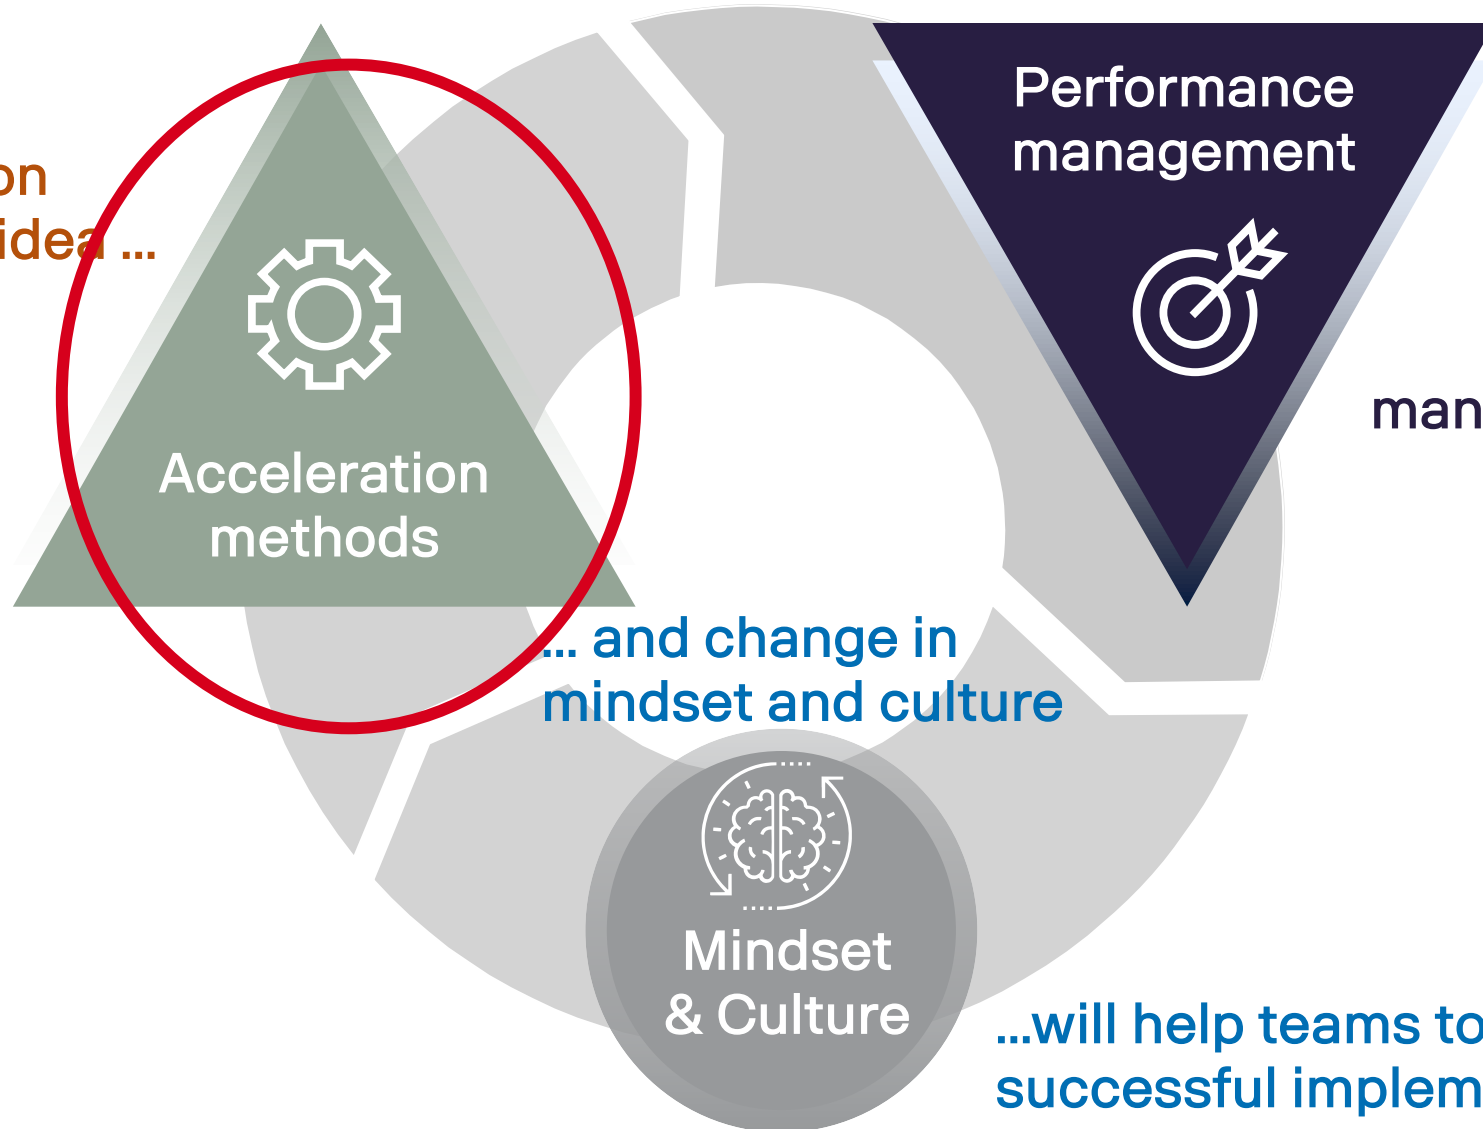 Performance
management
on
idea ...
man
Acceleration
methods
... and change in
mindset and culture
Mindset
& Culture
...will help teams to
successful implem